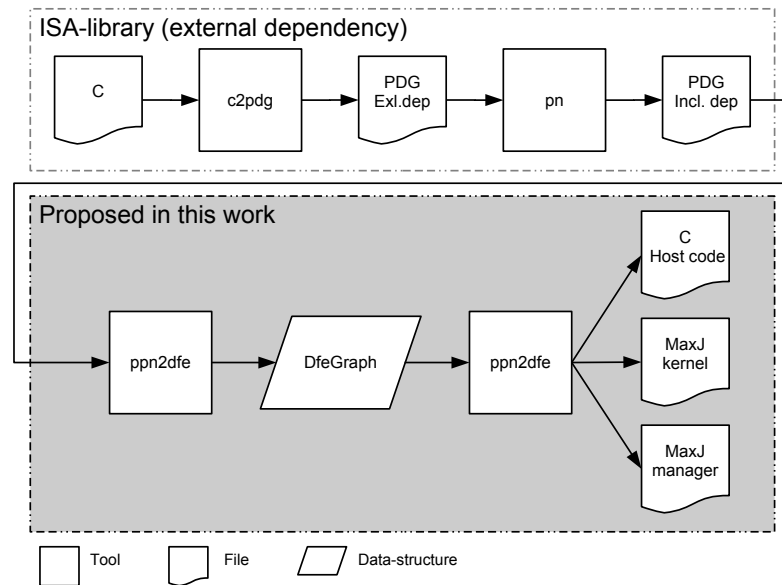 ISA-library (external dependency)
C
c2pdg
PDG
Exl.dep
pn
PDG
Incl. dep
Proposed in this work
ppn2dfe
DfeGraph
ppn2dfe
C
Host code
MaxJ
kernel
MaxJ
manager
Tool
File
Data-structure